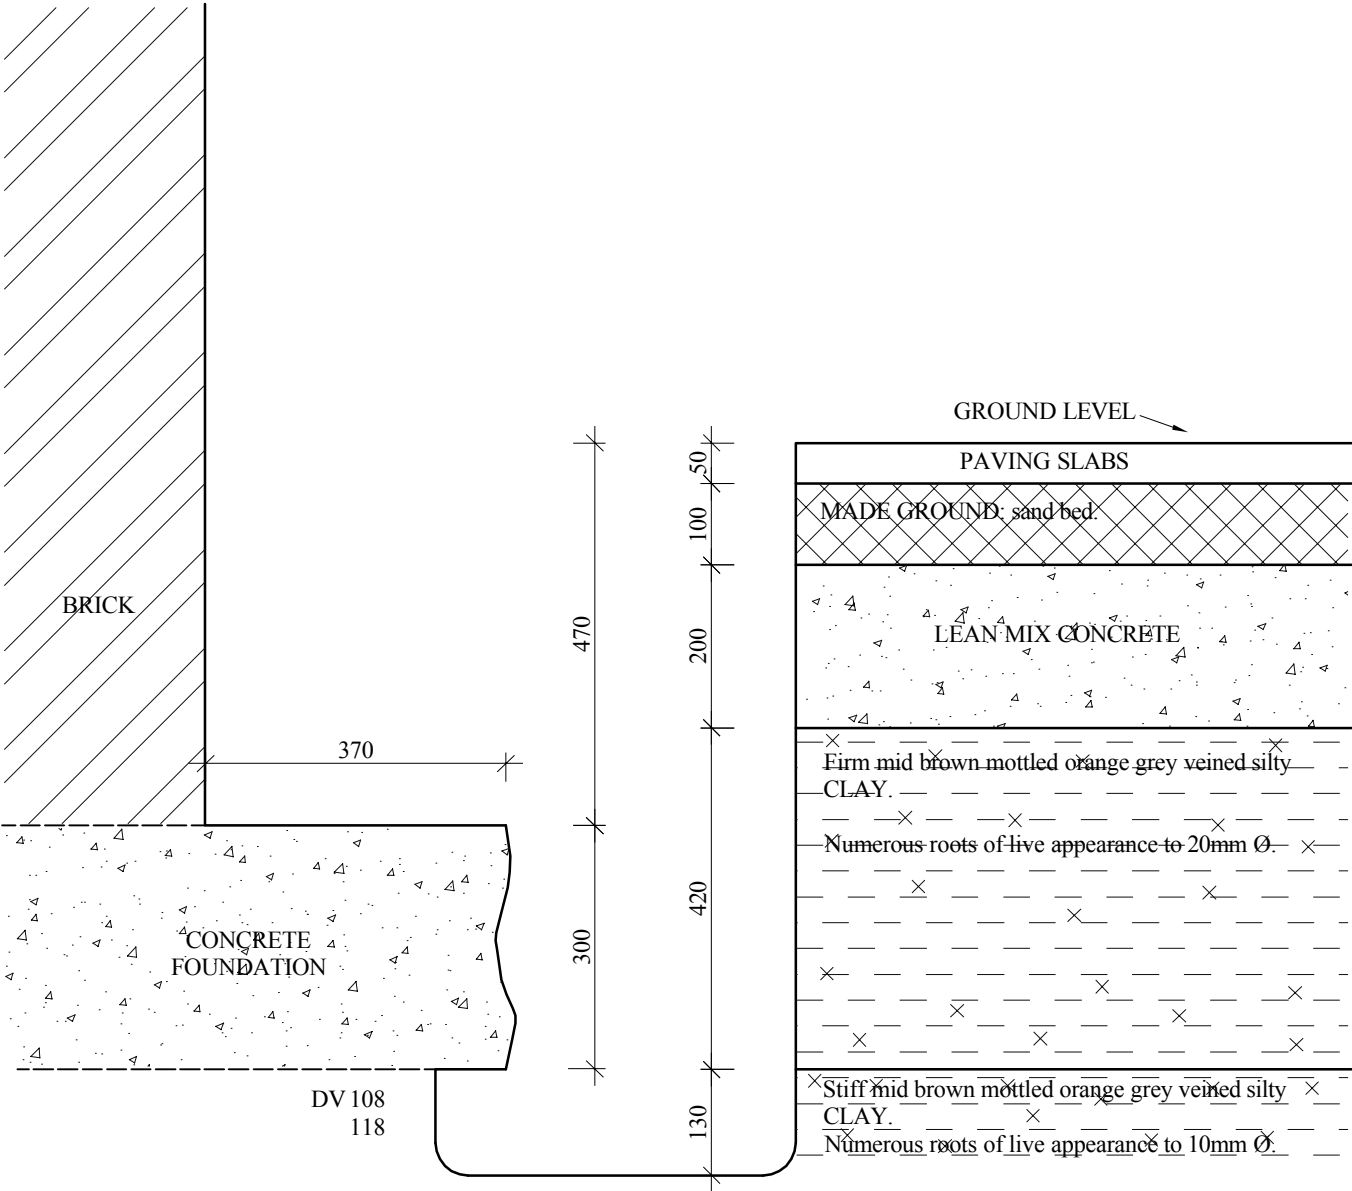 GROUND LEVEL
PAVING SLABS
50
MADE GROUND: sand bed.
100
BRICK
470
LEAN MIX CONCRETE
200
370
Firm mid brown mottled orange grey veined silty
CLAY.
Numerous roots of live appearance to 20mm Ø.
420
CONCRETE
FOUNDATION
300
DV 108
118
130
Stiff mid brown mottled orange grey veined silty
CLAY.
Numerous roots of live appearance to 10mm Ø.